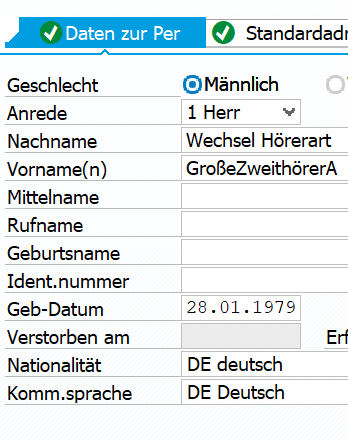 Daten zur Per Standardadr
Geschlecht Männlich
Anrede 1 Herr
Nachname Wechsel Hörerart
Vorname(n) GroßeZweithörerA
Mittelname
Rufname
Geburtsname
Ident.nummer
Geb-Datum 28.01.1979
Verstorben am Erf
Nationalität DE deutsch
Komm.sprache DE Deutsch